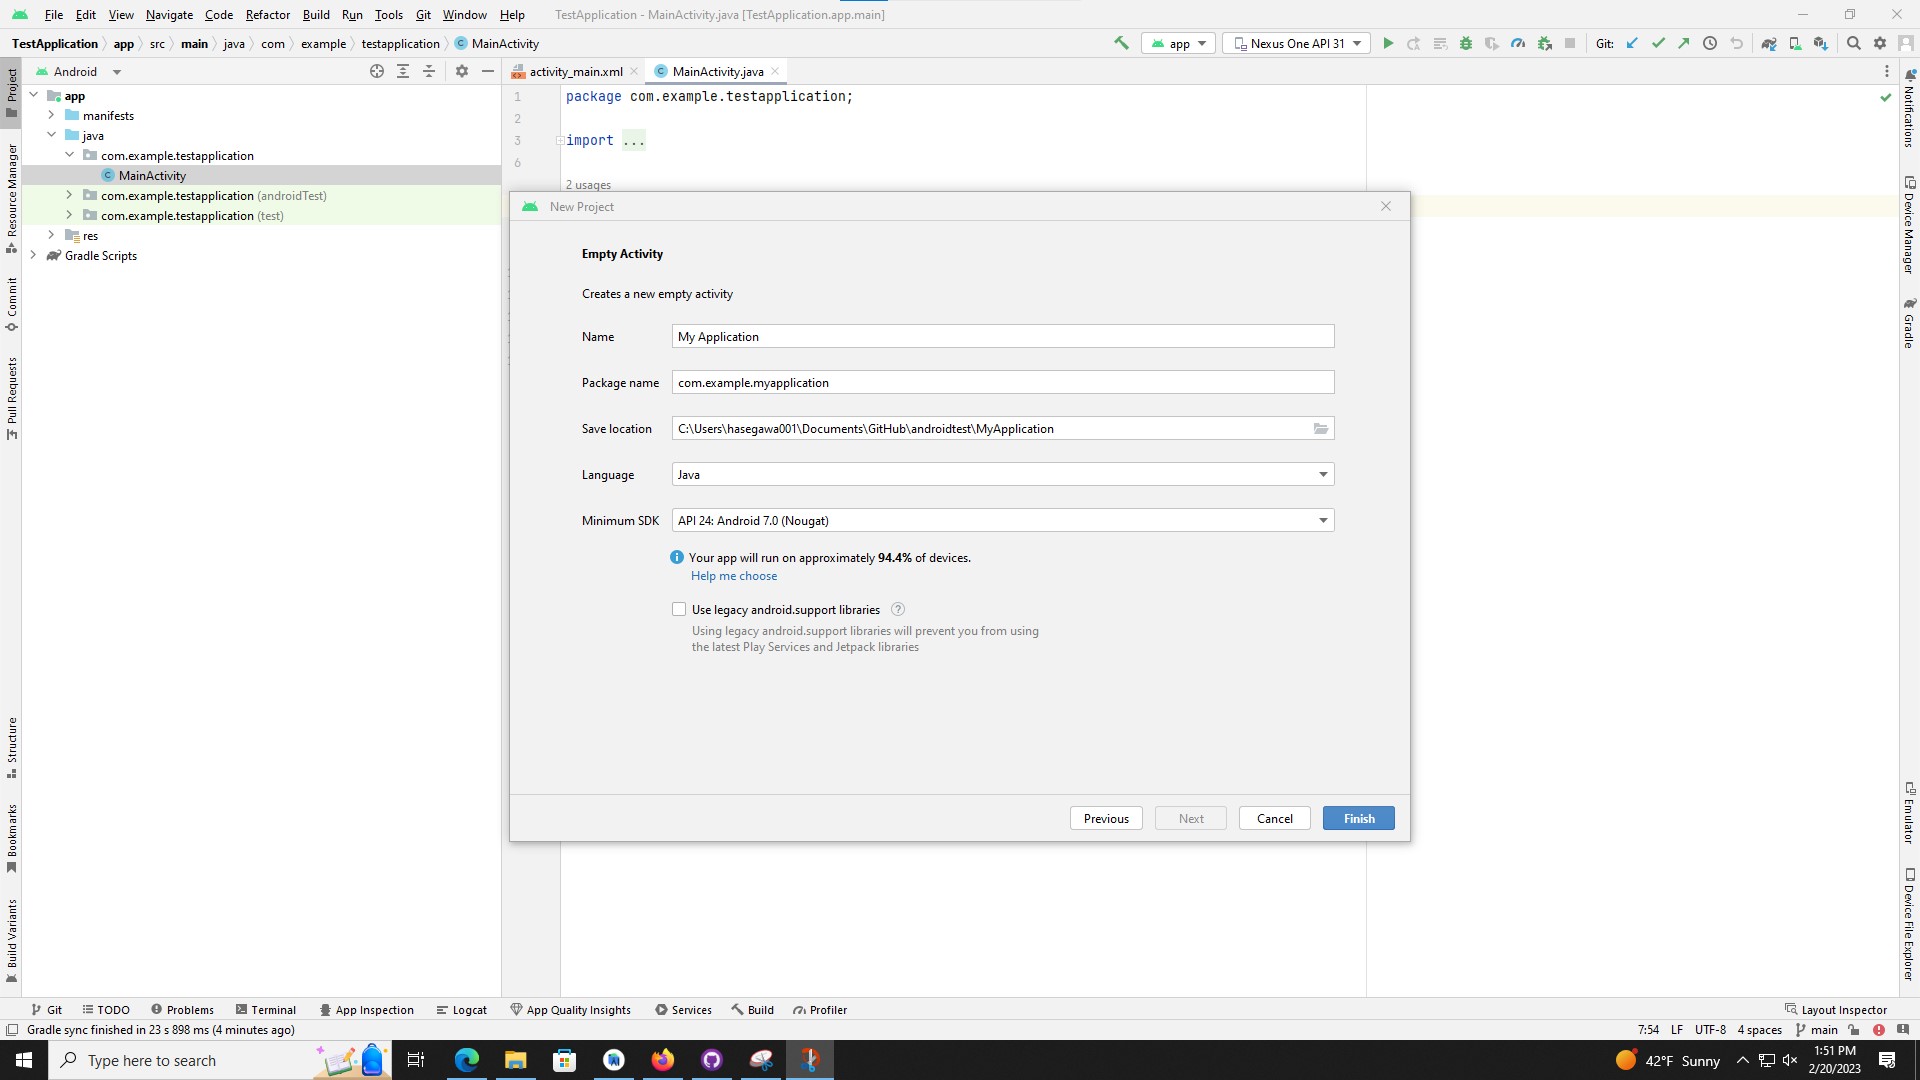 File Edit View Navigate Code Refactor Build Run Tools Git Window Help TestApplication - MainActivity.java [TestApplication.app.main]
TestApplication app src main java com example testapplication MainActivity app Nexus One API 31 Git:
Project
Resource Manager
Commit
Pull Requests
Structure
Bookmarks
Build Variants
Android
app
manifests
java
com.example.testapplication
MainActivity
com.example.testapplication (androidTest)
com.example.testapplication (test)
res
Gradle Scripts
activity_main.xml MainActivity.java
1 package com.example.testapplication;
2
3 import ...
6
2 usages
New Project
Empty Activity
Creates a new empty activity
Name My Application
Package name com.example.myapplication
Save location C:\Users\hasegawa001\Documents\GitHub\androidtest\MyApplication
Language Java
Minimum SDK API 24: Android 7.0 (Nougat)
Your app will run on approximately 94.4% of devices.
Help me choose
Use legacy android.support libraries ?
Using legacy android.support libraries will prevent you from using
the latest Play Services and Jetpack libraries
Previous Next Cancel Finish
Notifications
Device Manager
Gradle
Emulator
Device File Explorer
Git TODO Problems Terminal App Inspection Logcat App Quality Insights Services Build Profiler Layout Inspector
Gradle sync finished in 23 s 898 ms (4 minutes ago) 7:54 LF UTF-8 4 spaces main
Type here to search 42°F Sunny 1:51 PM
2/20/2023